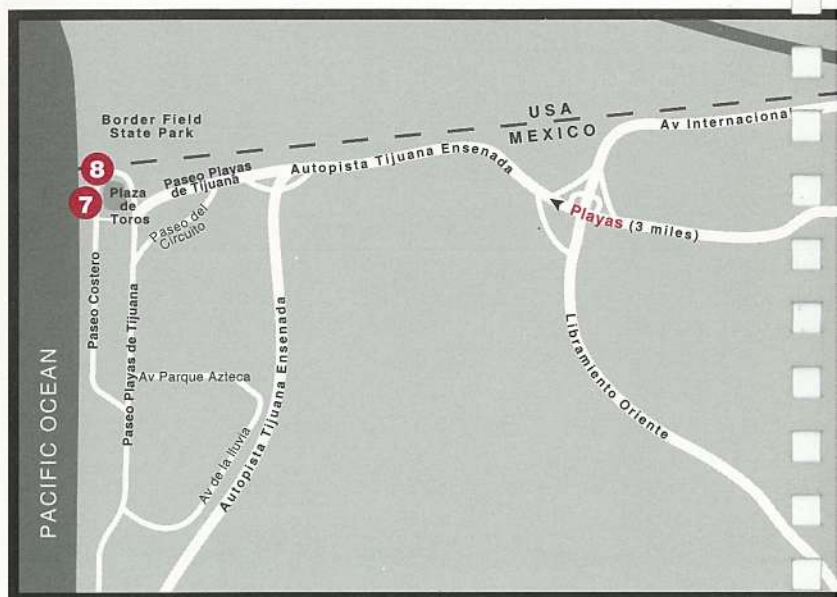 Border Field
State Park
USA
MEXICO
Av Internacional
8
7
Plaza
de
Toros
Paseo Playas
de Tijuana
Autopista Tijuana Ensenada
Playas (3 miles)
Paseo del
Circuito
Paseo Costero
Paseo Playas de Tijuana
Autopista Tijuana Ensenada
Av Parque Azteca
Av de la lluvia
Libramiento Oriente
PACIFIC OCEAN